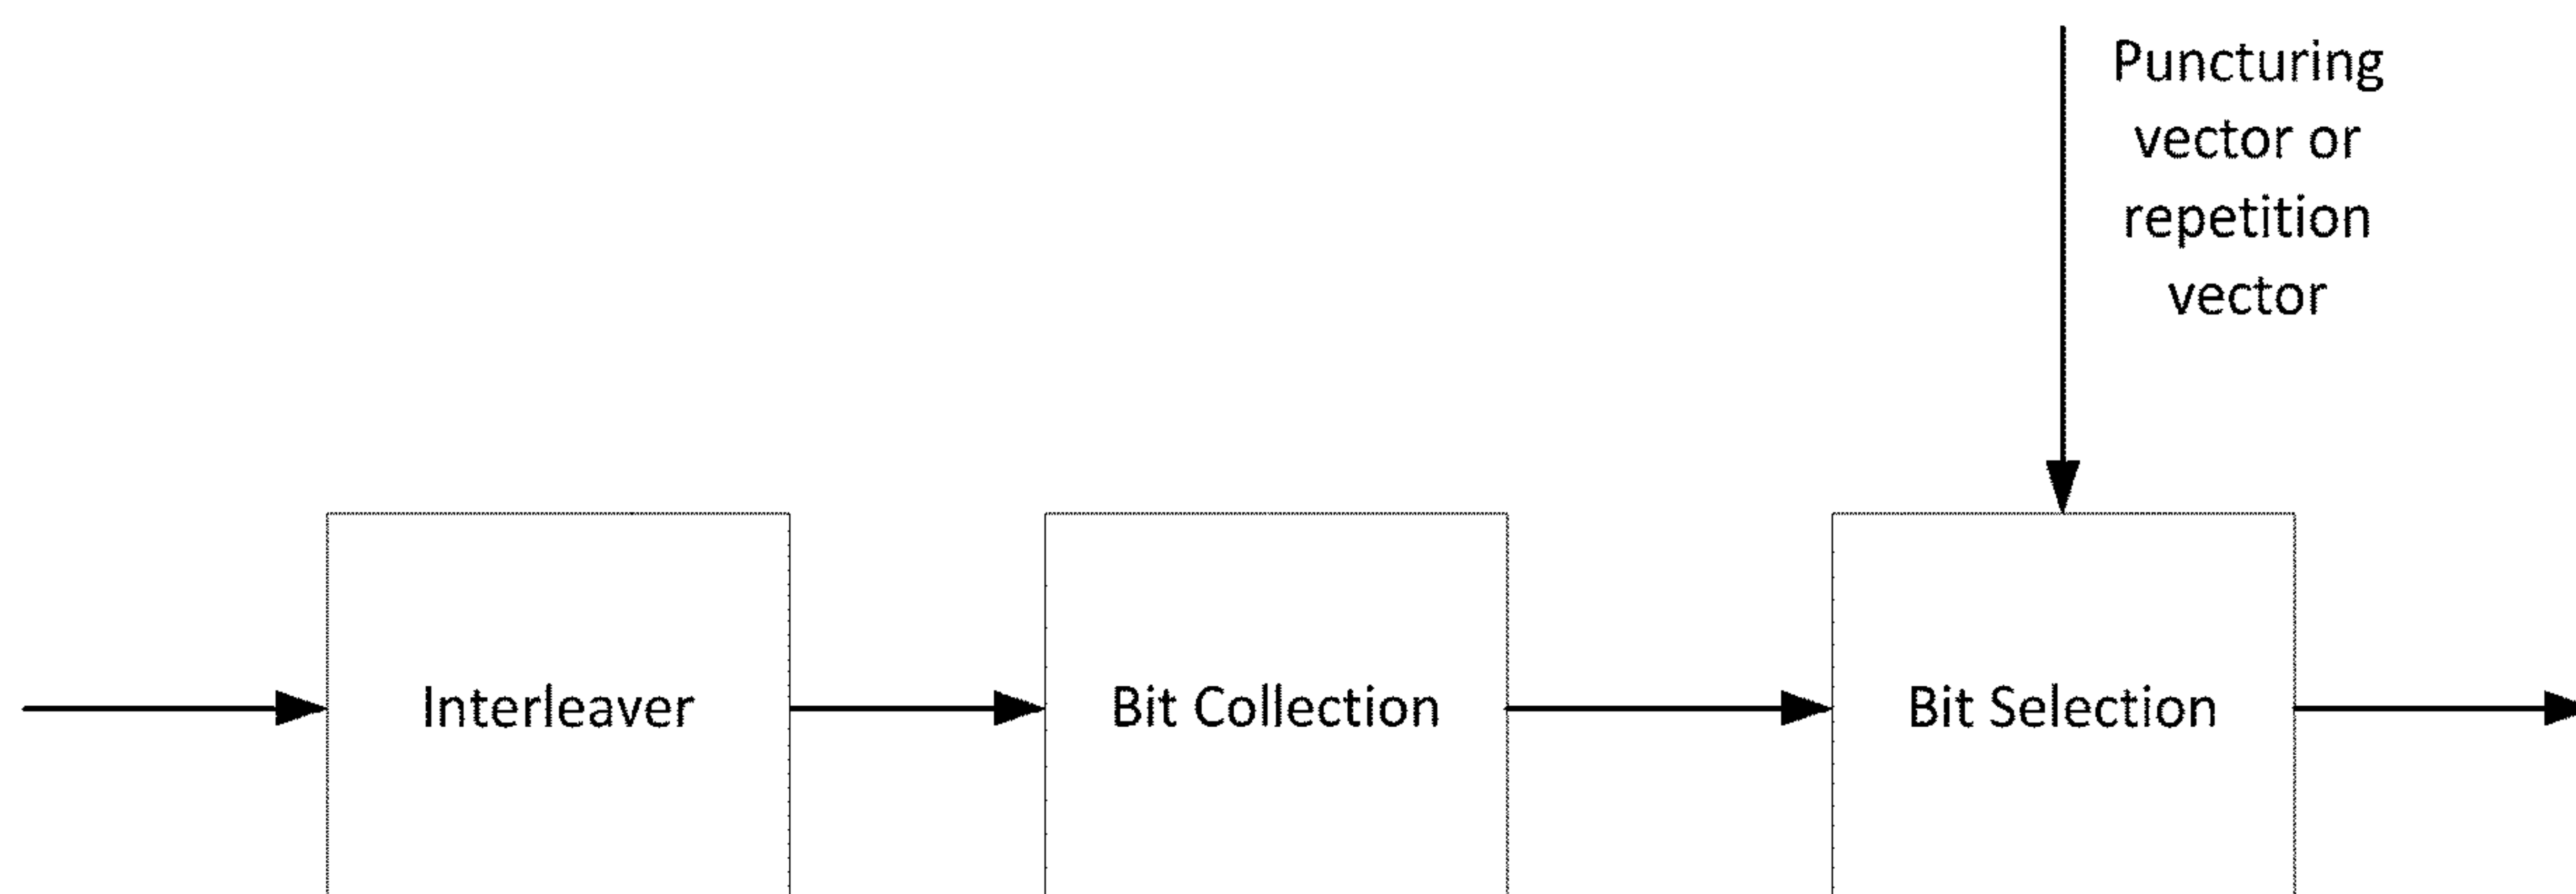 Puncturing
vector or
repetition
vector
Interleaver
Bit Collection
Bit Selection